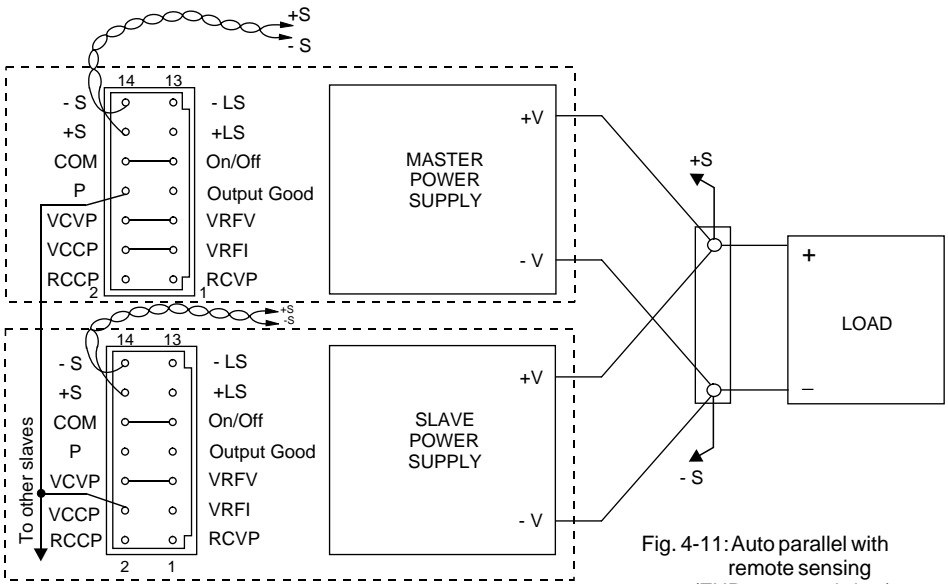 +S
- S
14 13
- S - LS
+S +LS
COM On/Off
P Output Good
VCVP VRFV
VCCP VRFI
RCCP RCVP
2 1
MASTER
POWER
SUPPLY
+V
- V
+S
- S
+
−
LOAD
+S
-S
14 13
- S - LS
+S +LS
COM On/Off
P Output Good
VCVP VRFV
VCCP VRFI
RCCP RCVP
2 1
To other slaves
SLAVE
POWER
SUPPLY
+V
- V
Fig. 4-11: Auto parallel with
remote sensing